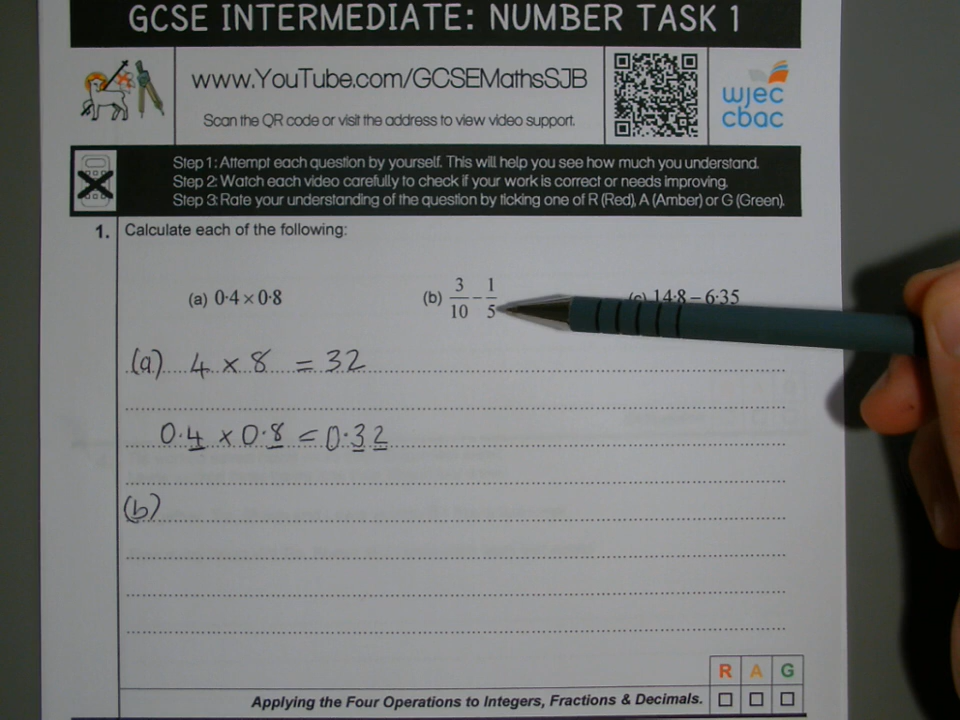 GCSE INTERMEDIATE: NUMBER TASK 1
www.YouTube.com/GCSEMathsSJB
Scan the QR code or visit the address to view video support.
wjec
cbac
Step 1: Attempt each question by yourself. This will help you see how much you understand.
Step 2: Watch each video carefully to check if your work is correct or needs improving.
Step 3: Rate your understanding of the question by ticking one of R (Red), A (Amber) or G (Green).
1. Calculate each of the following:
(a) 0·4 × 0·8 (b) 3/10 − 1/5 (c) 14·8 – 6·35
(a) 4 × 8 = 32
0·4 × 0·8 = 0·32
(b)
R A G
Applying the Four Operations to Integers, Fractions & Decimals.